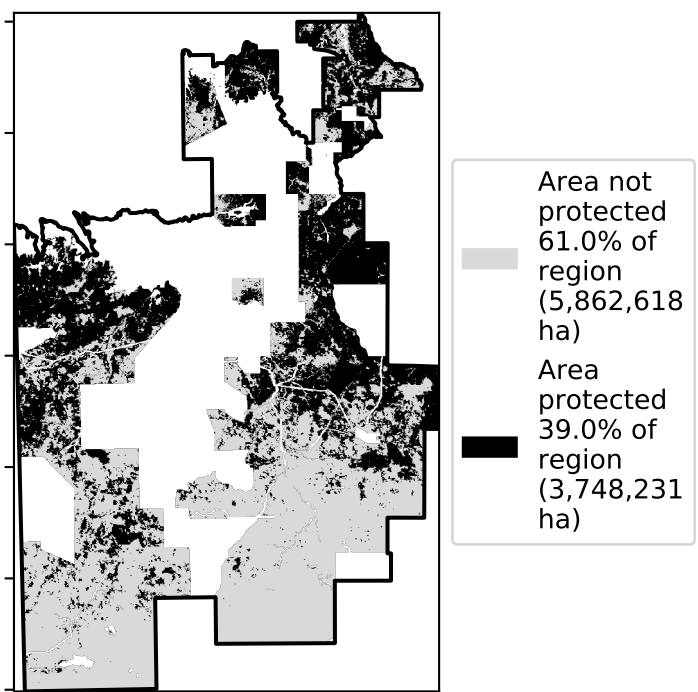 Area not
protected
61.0% of
region
(5,862,618
ha)
Area
protected
39.0% of
region
(3,748,231
ha)